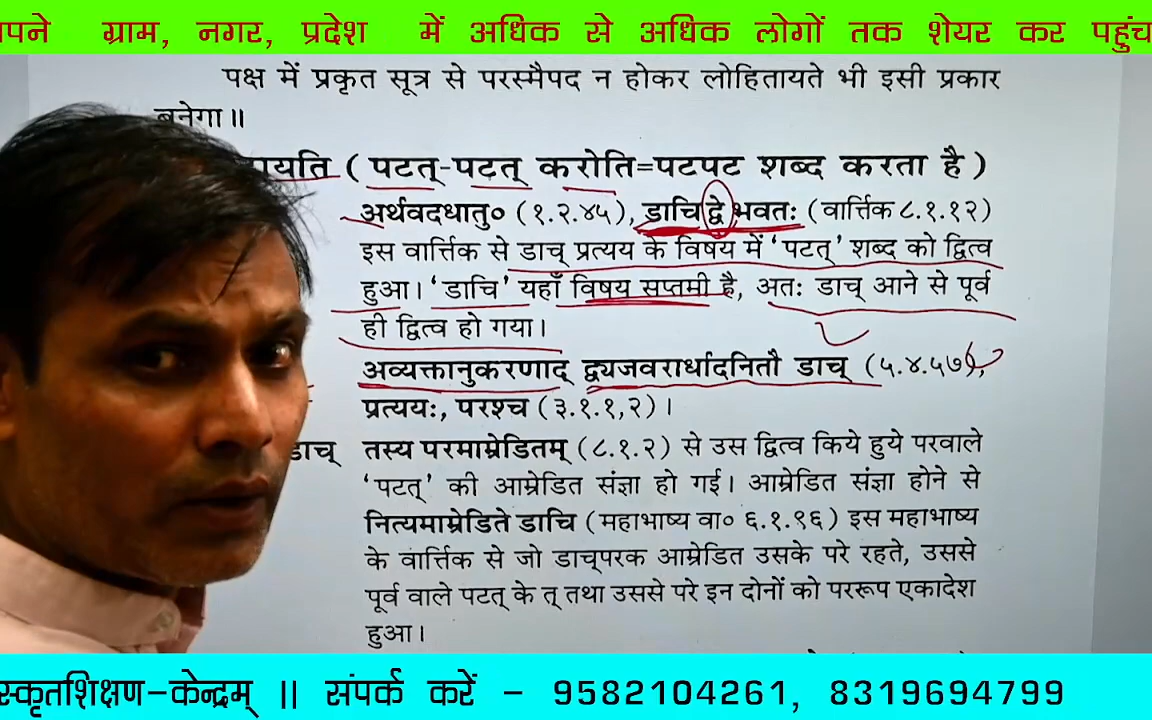 ग्राम, नगर, प्रदेश में अधिक से अधिक लोगों तक शेयर कर
पक्ष में प्रकृत सूत्र से परस्मैपद न होकर लोहितायते भी इसी प्रकार
बनेगा॥
यति (पटत्-पटत् करोति=पटपट शब्द करता है)
अर्थवदधातु० (१.२.४५), डाचि द्वे भवतः (वार्त्तिक ८.१.१२)
इस वार्त्तिक से डाच् प्रत्यय के विषय में 'पटत्' शब्द को द्वित्व
हुआ। 'डाचि' यहाँ विषय सप्तमी है, अतः डाच् आने से पूर्व
ही द्वित्व हो गया।
अव्यक्तानुकरणाद् द्व्यजवरार्धादनितौ डाच् (५.४.५७),
प्रत्ययः, परश्च (३.१.१,२)।
डाच् तस्य परमाम्रेडितम् (८.१.२) से उस द्वित्व किये हुये परवाले
'पटत्' की आम्रेडित संज्ञा हो गई। आम्रेडित संज्ञा होने से
नित्यमाम्रेडिते डाचि (महाभाष्य वा० ६.१.९६) इस महाभाष्य
के वार्त्तिक से जो डाच्परक आम्रेडित उसके परे रहते, उससे
पूर्व वाले पटत् के त् तथा उससे परे इन दोनों को पररूप एकादेश
हुआ।
स्कृतशिक्षण-केन्द्रम् || संपर्क करें - 9582104261, 8319694799